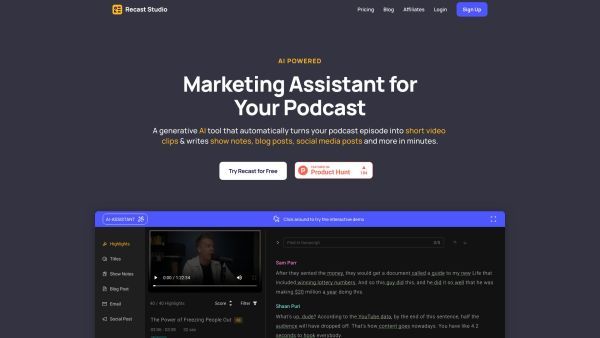 Recast Studio
Pricing Blog Affiliates Login Sign Up
AI POWERED
Marketing Assistant for
Your Podcast
A generative AI tool that automatically turns your podcast episode into short video
clips & writes show notes, blog posts, social media posts and more in minutes.
Try Recast for Free
FEATURED ON
Product Hunt
AI-ASSISTANT
Click around to try the interactive demo
Highlights
Titles
Show Notes
Blog Post
Email
Social Post
0:00 / 1:22:34
40 / 40 Highlights Score Filter
The Power of Freezing People Out
Find in transcript 0/0
Sam Parr
After they sented the money, they would get a document called a guide to my new Life that
included winning lottery numbers. And so this guy did this, and he did it so well that he was
making $20 million a year doing this.
Shaan Puri
What's up, dude? According to the YouTube data, by the end of this sentence, half the
audience will have dropped off. That's how content goes nowadays. You have like 4.2
seconds to hook everybody.